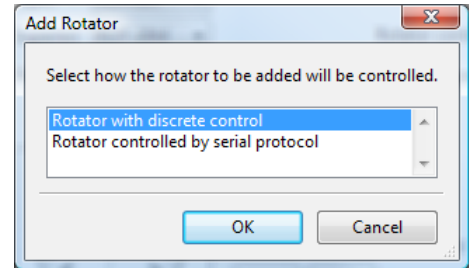 Add Rotator
Select how the rotator to be added will be controlled.
Rotator with discrete control
Rotator controlled by serial protocol
OK Cancel